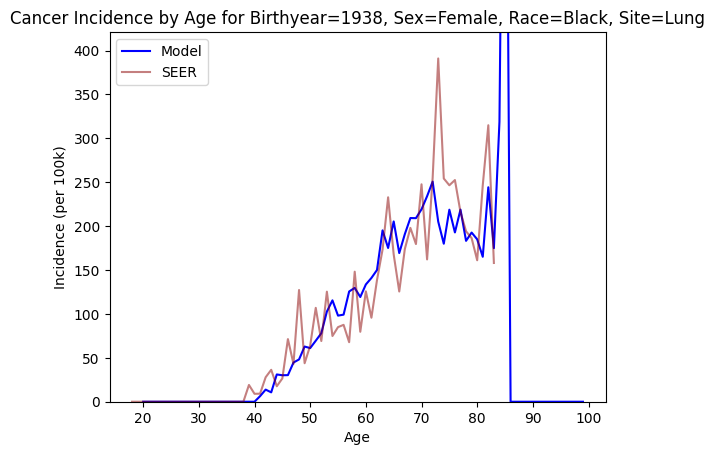 Cancer Incidence by Age for Birthyear=1938, Sex=Female, Race=Black, Site=Lung
Model
SEER
400
350
300
250
200
150
100
50
0
Incidence (per 100k)
20 30 40 50 60 70 80 90 100
Age